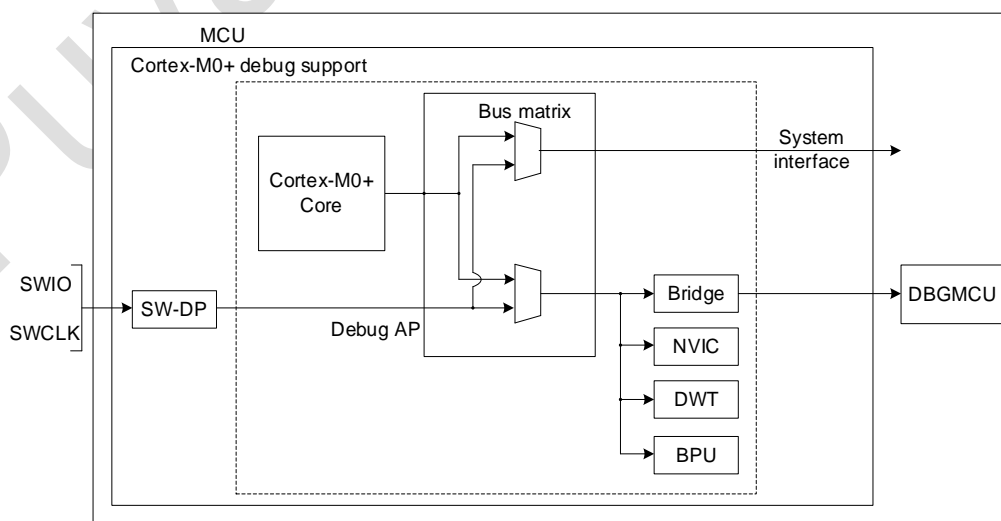 MCU
Cortex-M0+ debug support
Bus matrix
System
interface
Cortex-M0+
Core
SWIO
SWCLK
SW-DP
Debug AP
Bridge
DBGMCU
NVIC
DWT
BPU